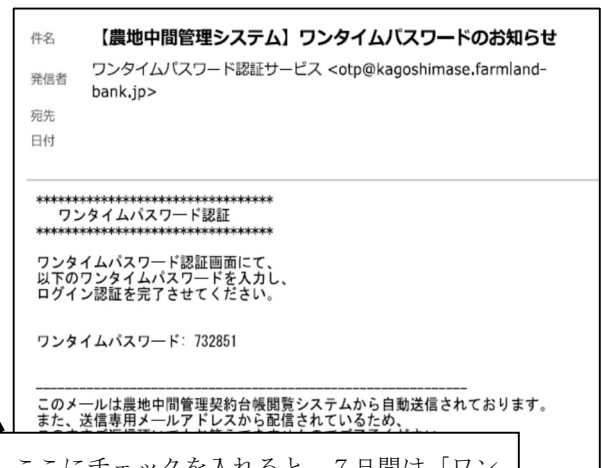 件名 【農地中間管理システム】ワンタイムパスワードのお知らせ
発信者 ワンタイムパスワード認証サービス <otp@kagoshimase.farmland-
bank.jp>
宛先
日付
*********************************
ワンタイムパスワード認証
*********************************
ワンタイムパスワード認証画面にて、
以下のワンタイムパスワードを入力し、
ログイン認証を完了させてください。
ワンタイムパスワード: 732851
このメールは農地中間管理契約台帳閲覧システムから自動送信されております。
また、送信専用メールアドレスから配信されているため、
ここにチェックを入れると、7日間は「ワン